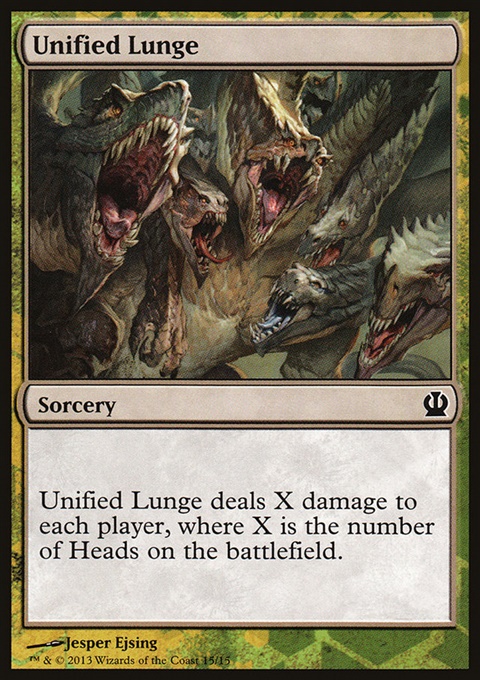 Unified Lunge
Sorcery
Unified Lunge deals X damage to
each player, where X is the number
of Heads on the battlefield.
Jesper Ejsing
™ & © 2013 Wizards of the Coast 15/15